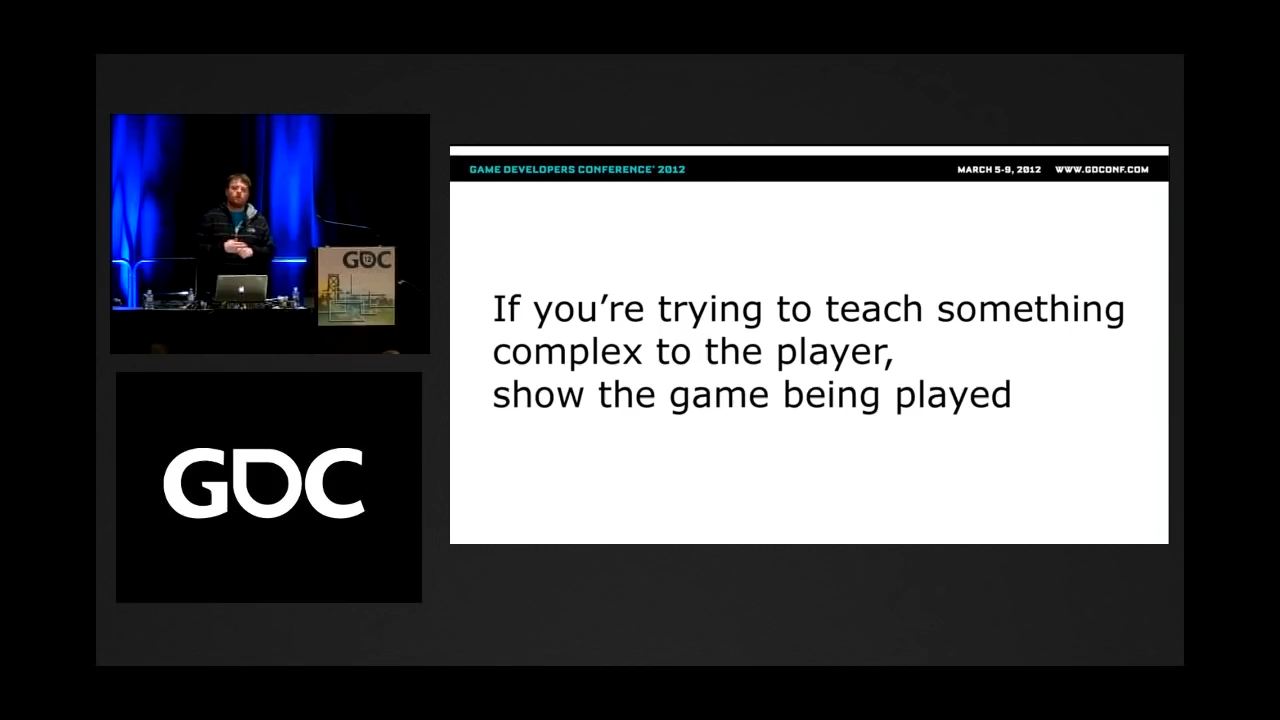 GAME DEVELOPERS CONFERENCE® 2012
MARCH 5-9, 2012 WWW.GDCONF.COM
GDC
12
If you’re trying to teach something
complex to the player,
show the game being played
GDC